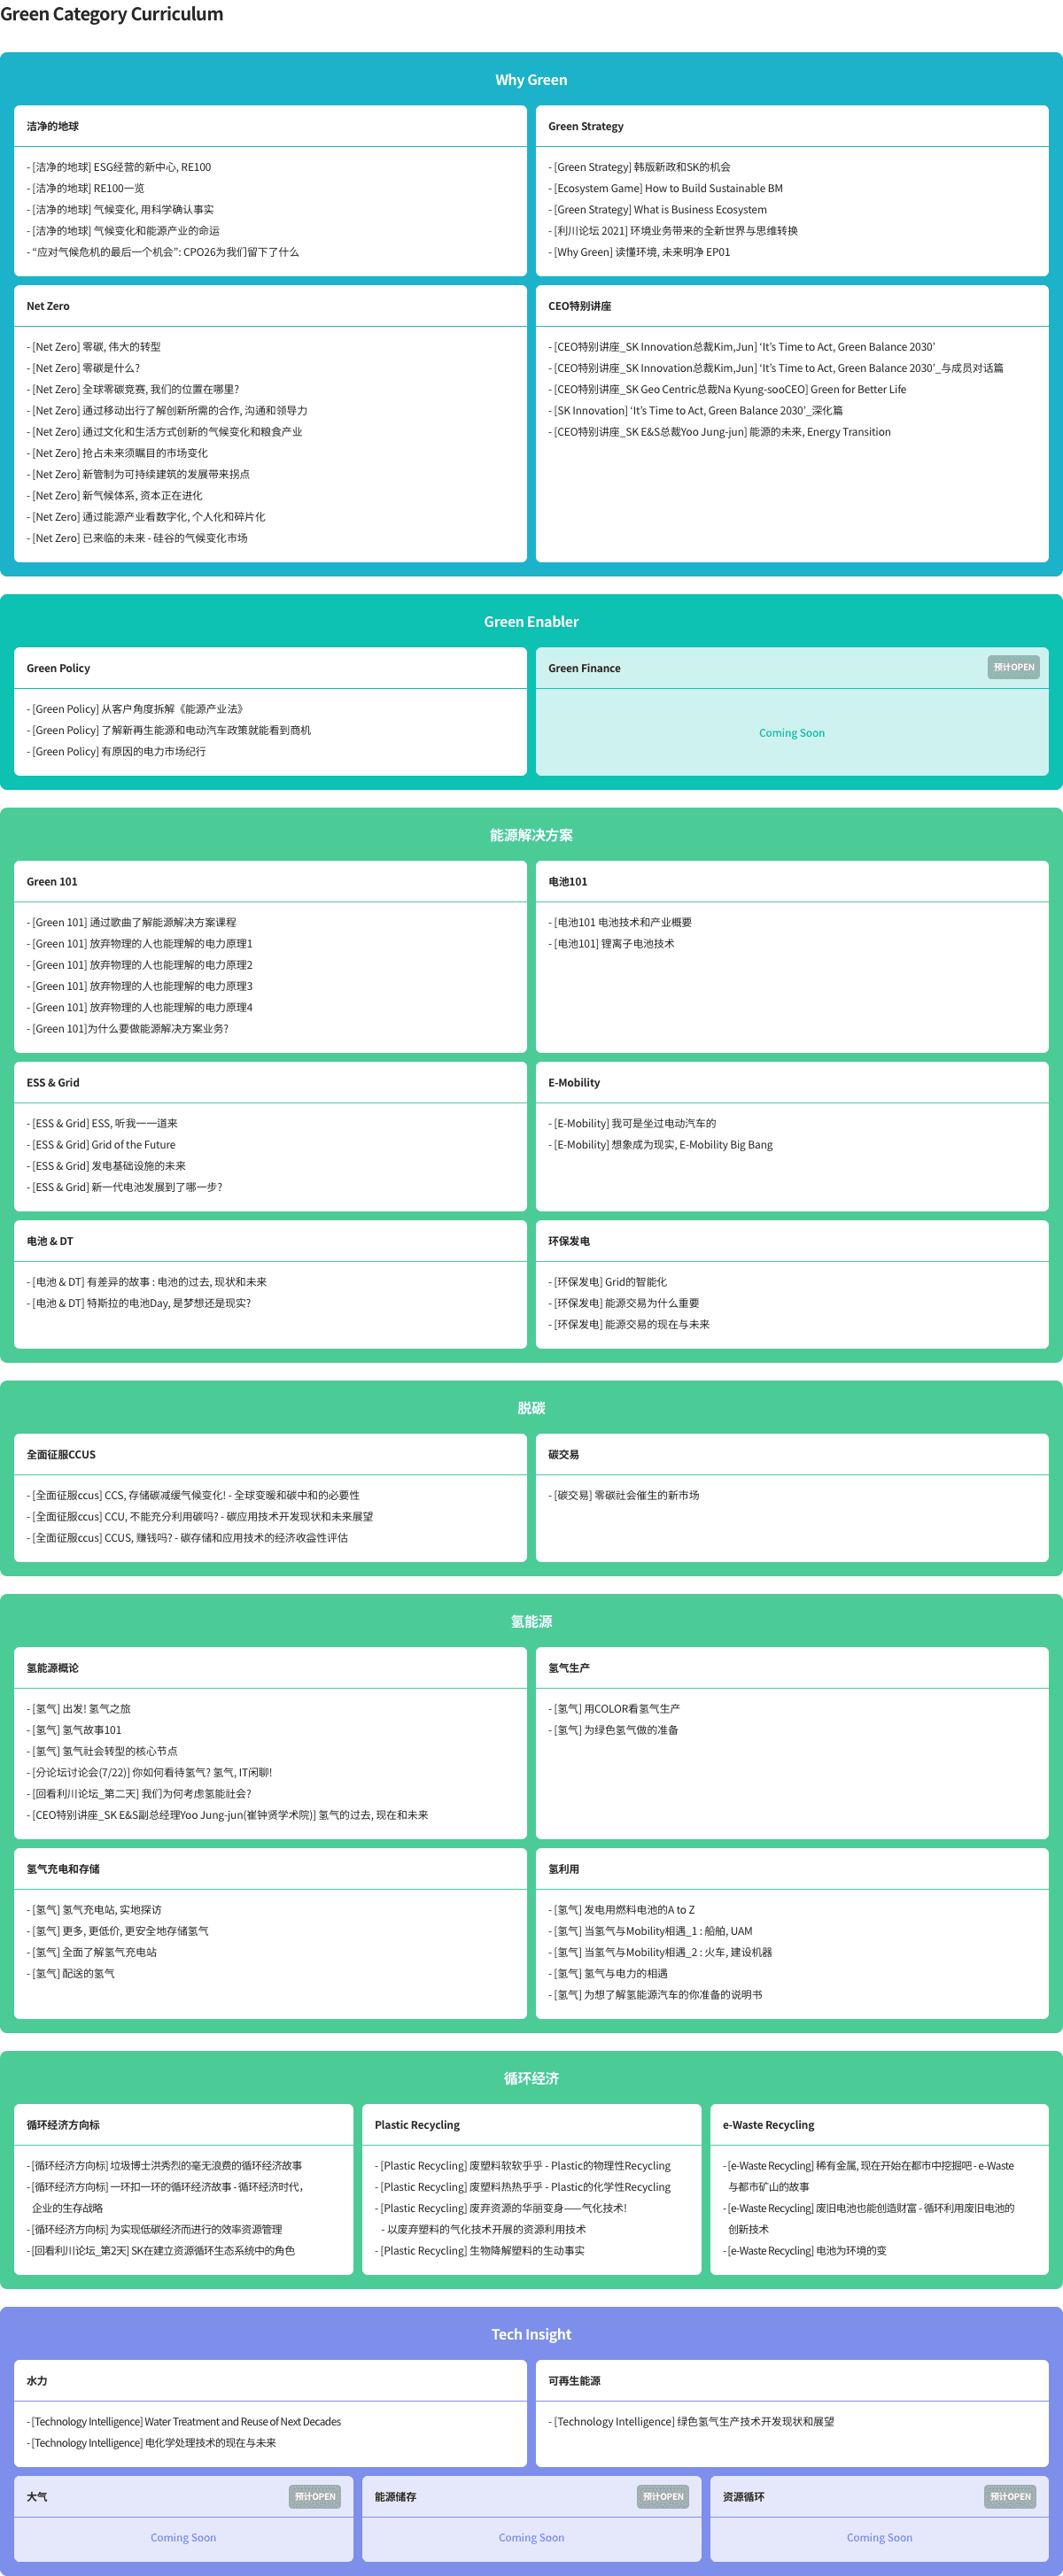 Green Category Curriculum
Why Green
洁净的地球
- [洁净的地球] ESG经营的新中心, RE100
- [洁净的地球] RE100一览
- [洁净的地球] 气候变化, 用科学确认事实
- [洁净的地球] 气候变化和能源产业的命运
- “应对气候危机的最后一个机会”: CPO26为我们留下了什么
Green Strategy
- [Green Strategy] 韩版新政和SK的机会
- [Ecosystem Game] How to Build Sustainable BM
- [Green Strategy] What is Business Ecosystem
- [利川论坛 2021] 环境业务带来的全新世界与思维转换
- [Why Green] 读懂环境, 未来明净 EP01
Net Zero
- [Net Zero] 零碳, 伟大的转型
- [Net Zero] 零碳是什么?
- [Net Zero] 全球零碳竞赛, 我们的位置在哪里?
- [Net Zero] 通过移动出行了解创新所需的合作, 沟通和领导力
- [Net Zero] 通过文化和生活方式创新的气候变化和粮食产业
- [Net Zero] 抢占未来须瞩目的市场变化
- [Net Zero] 新管制为可持续建筑的发展带来拐点
- [Net Zero] 新气候体系, 资本正在进化
- [Net Zero] 通过能源产业看数字化, 个人化和碎片化
- [Net Zero] 已来临的未来 - 硅谷的气候变化市场
CEO特别讲座
- [CEO特别讲座_SK Innovation总裁Kim,Jun] ‘It’s Time to Act, Green Balance 2030’
- [CEO特别讲座_SK Innovation总裁Kim,Jun] ‘It’s Time to Act, Green Balance 2030’_与成员对话篇
- [CEO特别讲座_SK Geo Centric总裁Na Kyung-sooCEO] Green for Better Life
- [SK Innovation] ‘It’s Time to Act, Green Balance 2030’_深化篇
- [CEO特别讲座_SK E&S总裁Yoo Jung-jun] 能源的未来, Energy Transition
Green Enabler
Green Policy
- [Green Policy] 从客户角度拆解《能源产业法》
- [Green Policy] 了解新再生能源和电动汽车政策就能看到商机
- [Green Policy] 有原因的电力市场纪行
Green Finance
预计OPEN
Coming Soon
能源解决方案
Green 101
- [Green 101] 通过歌曲了解能源解决方案课程
- [Green 101] 放弃物理的人也能理解的电力原理1
- [Green 101] 放弃物理的人也能理解的电力原理2
- [Green 101] 放弃物理的人也能理解的电力原理3
- [Green 101] 放弃物理的人也能理解的电力原理4
- [Green 101]为什么要做能源解决方案业务?
电池101
- [电池101 电池技术和产业概要
- [电池101] 锂离子电池技术
ESS & Grid
- [ESS & Grid] ESS, 听我一一道来
- [ESS & Grid] Grid of the Future
- [ESS & Grid] 发电基础设施的未来
- [ESS & Grid] 新一代电池发展到了哪一步?
E-Mobility
- [E-Mobility] 我可是坐过电动汽车的
- [E-Mobility] 想象成为现实, E-Mobility Big Bang
电池 & DT
- [电池 & DT] 有差异的故事 : 电池的过去, 现状和未来
- [电池 & DT] 特斯拉的电池Day, 是梦想还是现实?
环保发电
- [环保发电] Grid的智能化
- [环保发电] 能源交易为什么重要
- [环保发电] 能源交易的现在与未来
脱碳
全面征服CCUS
- [全面征服ccus] CCS, 存储碳减缓气候变化! - 全球变暖和碳中和的必要性
- [全面征服ccus] CCU, 不能充分利用碳吗? - 碳应用技术开发现状和未来展望
- [全面征服ccus] CCUS, 赚钱吗? - 碳存储和应用技术的经济收益性评估
碳交易
- [碳交易] 零碳社会催生的新市场
氢能源
氢能源概论
- [氢气] 出发! 氢气之旅
- [氢气] 氢气故事101
- [氢气] 氢气社会转型的核心节点
- [分论坛讨论会(7/22)] 你如何看待氢气? 氢气, IT闲聊!
- [回看利川论坛_第二天] 我们为何考虑氢能社会?
- [CEO特别讲座_SK E&S副总经理Yoo Jung-jun(崔钟贤学术院)] 氢气的过去, 现在和未来
氢气生产
- [氢气] 用COLOR看氢气生产
- [氢气] 为绿色氢气做的准备
氢气充电和存储
- [氢气] 氢气充电站, 实地探访
- [氢气] 更多, 更低价, 更安全地存储氢气
- [氢气] 全面了解氢气充电站
- [氢气] 配送的氢气
氢利用
- [氢气] 发电用燃料电池的A to Z
- [氢气] 当氢气与Mobility相遇_1 : 船舶, UAM
- [氢气] 当氢气与Mobility相遇_2 : 火车, 建设机器
- [氢气] 氢气与电力的相遇
- [氢气] 为想了解氢能源汽车的你准备的说明书
循环经济
循环经济方向标
- [循环经济方向标] 垃圾博士洪秀烈的毫无浪费的循环经济故事
- [循环经济方向标] 一环扣一环的循环经济故事 - 循环经济时代,
企业的生存战略
- [循环经济方向标] 为实现低碳经济而进行的效率资源管理
- [回看利川论坛_第2天] SK在建立资源循环生态系统中的角色
Plastic Recycling
- [Plastic Recycling] 废塑料软软乎乎 - Plastic的物理性Recycling
- [Plastic Recycling] 废塑料热热乎乎 - Plastic的化学性Recycling
- [Plastic Recycling] 废弃资源的华丽变身——气化技术!
- 以废弃塑料的气化技术开展的资源利用技术
- [Plastic Recycling] 生物降解塑料的生动事实
e-Waste Recycling
- [e-Waste Recycling] 稀有金属, 现在开始在都市中挖掘吧 - e-Waste
与都市矿山的故事
- [e-Waste Recycling] 废旧电池也能创造财富 - 循环利用废旧电池的
创新技术
- [e-Waste Recycling] 电池为环境的变
Tech Insight
水力
- [Technology Intelligence] Water Treatment and Reuse of Next Decades
- [Technology Intelligence] 电化学处理技术的现在与未来
可再生能源
- [Technology Intelligence] 绿色氢气生产技术开发现状和展望
大气
预计OPEN
Coming Soon
能源储存
预计OPEN
Coming Soon
资源循环
预计OPEN
Coming Soon